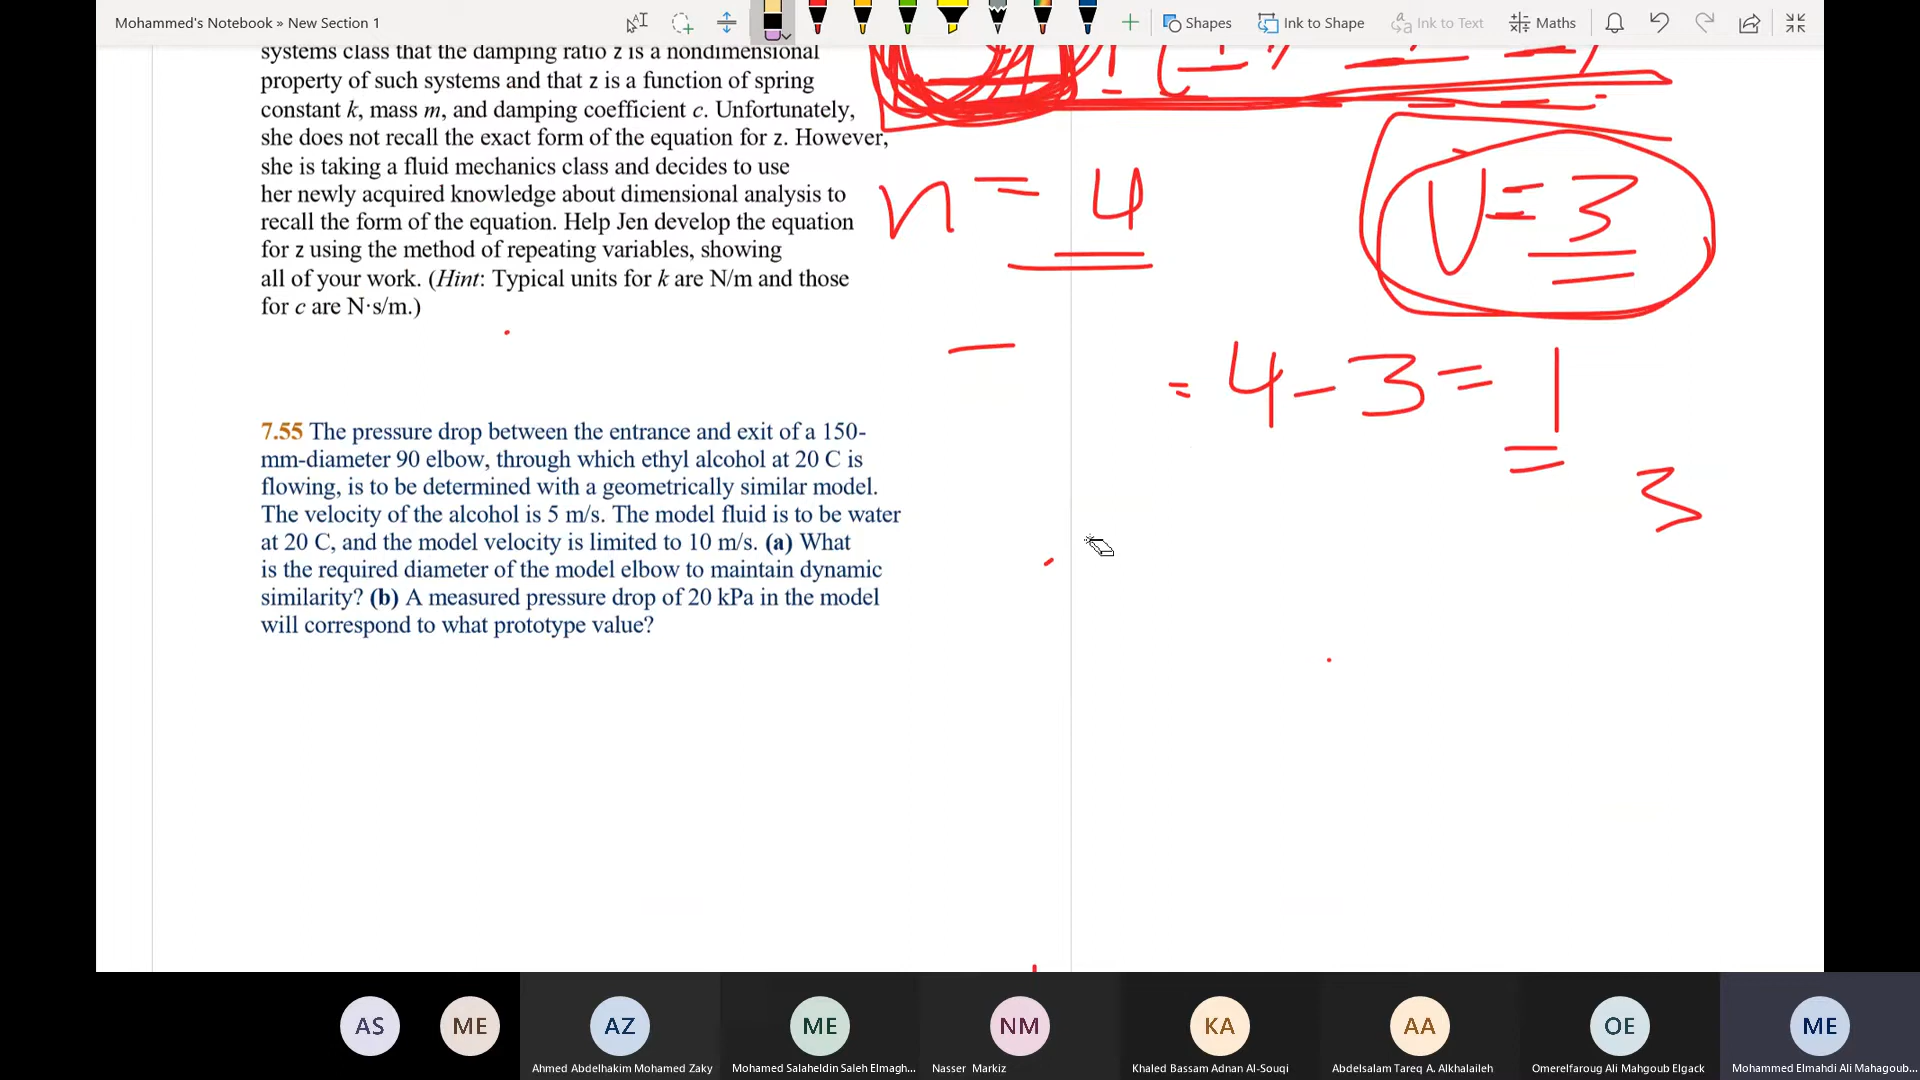 Mohammed's Notebook » New Section 1
Shapes
Ink to Shape
Ink to Text
Maths
systems class that the damping ratio z is a nondimensional
property of such systems and that z is a function of spring
constant k, mass m, and damping coefficient c. Unfortunately,
she does not recall the exact form of the equation for z. However,
she is taking a fluid mechanics class and decides to use
her newly acquired knowledge about dimensional analysis to
recall the form of the equation. Help Jen develop the equation
for z using the method of repeating variables, showing
all of your work. (Hint: Typical units for k are N/m and those
for c are N·s/m.)
n = 4
= 4 - 3 = 1
3
7.55 The pressure drop between the entrance and exit of a 150-
mm-diameter 90 elbow, through which ethyl alcohol at 20 C is
flowing, is to be determined with a geometrically similar model.
The velocity of the alcohol is 5 m/s. The model fluid is to be water
at 20 C, and the model velocity is limited to 10 m/s. (a) What
is the required diameter of the model elbow to maintain dynamic
similarity? (b) A measured pressure drop of 20 kPa in the model
will correspond to what prototype value?
AS
ME
AZ
Ahmed Abdelhakim Mohamed Zaky
ME
Mohamed Salaheldin Saleh Elmagh...
NM
Nasser Markiz
KA
Khaled Bassam Adnan Al-Souqi
AA
Abdelsalam Tareq A. Alkhalaileh
OE
Omerelfaroug Ali Mahgoub Elgack
ME
Mohammed Elmahdi Ali Mahagoub...